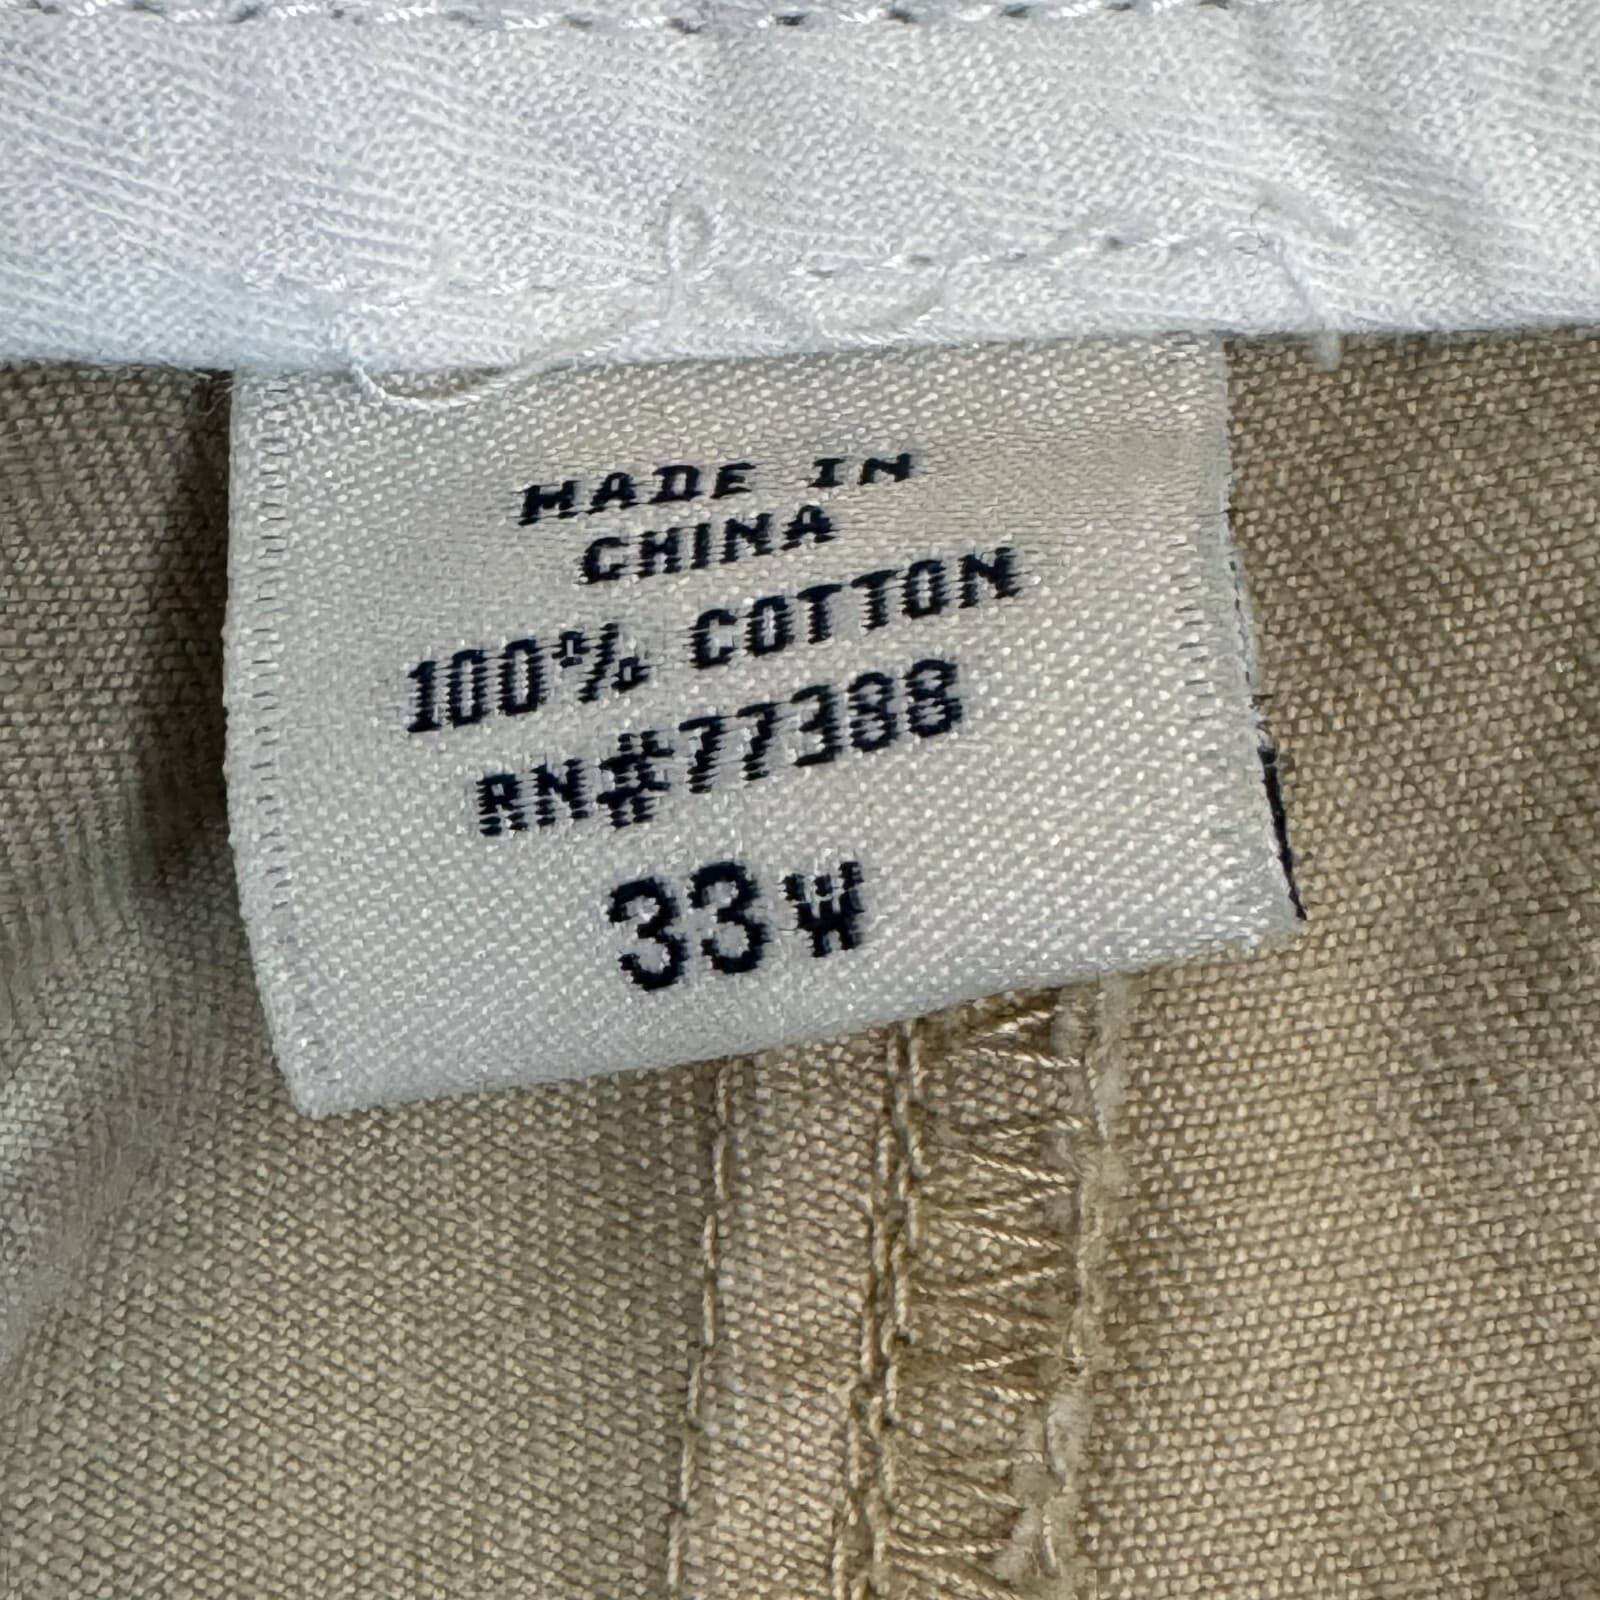 MADE IN
CHINA
100% COTTON
RN#77388
33W